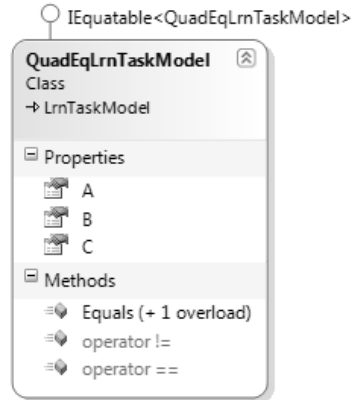 IEquatable<QuadEqLrnTaskModel>
QuadEqLrnTaskModel
Class
LrnTaskModel
Properties
A
B
C
Methods
Equals (+ 1 overload)
operator !=
operator ==